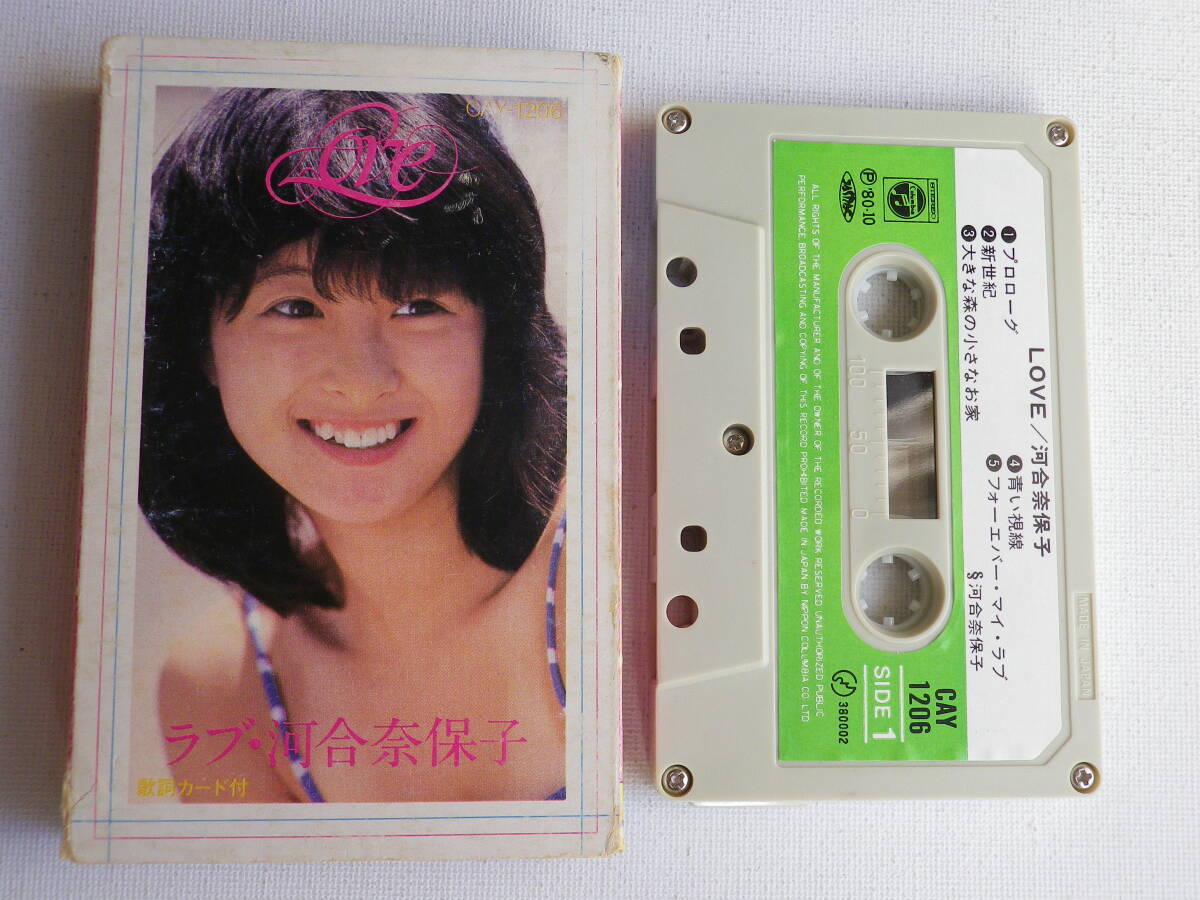 CAY-1206
Love
ラブ・河合奈保子
歌詞カード付
LOVE/河合奈保子
❶プロローグ
❷新世紀
❸大きな森の小さなお家
❹青い視線
❺フォーエバー・マイ・ラブ
§河合奈保子
STEREO
Columbia
Ⓟ'80·10
ALL RIGHTS OF THE MANUFACTURER AND OF THE OWNER OF THE RECORDED WORK RESERVED UNAUTHORIZED PUBLIC
PERFORMANCE BROADCASTING AND COPYING OF THIS RECORD PROHIBITED MADE IN JAPAN BY NIPPON COLUMBIA CO. LTD
100 50 0
CAY
1206
SIDE 1
380002
MADE IN JAPAN